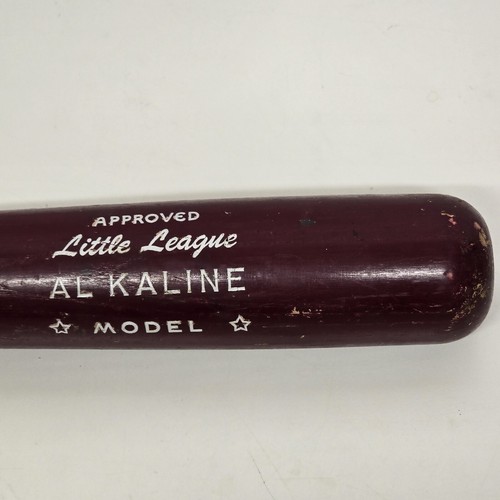 APPROVED
Little League
AL KALINE
☆ MODEL ☆